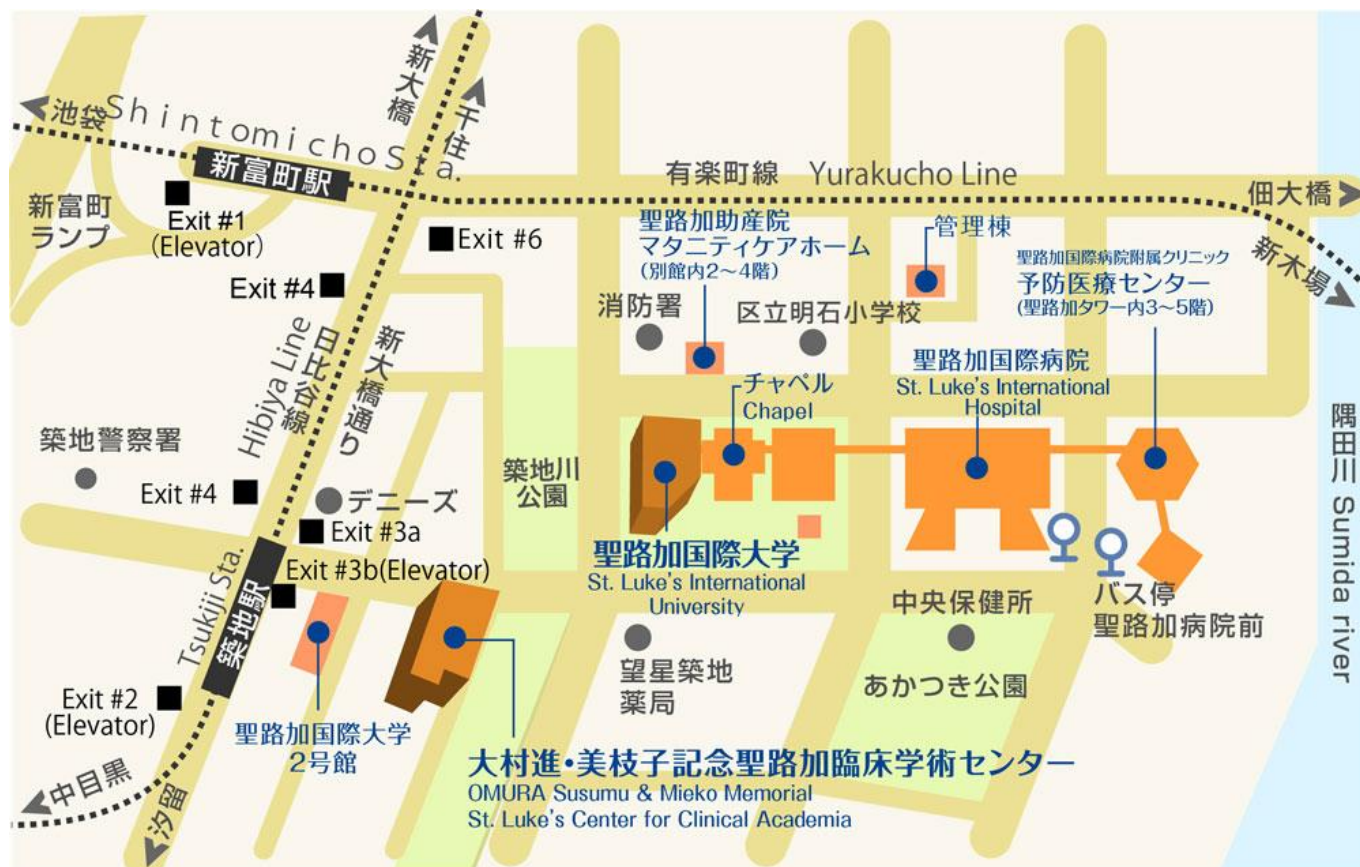 新大橋
千住
池袋
Shintomicho Sta.
新富町駅
有楽町線 Yurakucho Line
佃大橋
新木場
新富町
ランプ
Exit #1
(Elevator)
Exit #6
Exit #4
聖路加助産院
マタニティケアホーム
(別館内2~4階)
管理棟
聖路加国際病院附属クリニック
予防医療センター
(聖路加タワー内3~5階)
消防署
区立明石小学校
Hibiya Line
日比谷線
新大橋通り
チャペル
Chapel
聖路加国際病院
St. Luke's International
Hospital
隅田川 Sumida river
築地警察署
Exit #4
デニーズ
Exit #3a
築地川
公園
Exit #3b(Elevator)
Tsukiji Sta.
築地駅
聖路加国際大学
St. Luke's International
University
中央保健所
バス停
聖路加病院前
望星築地
薬局
あかつき公園
Exit #2
(Elevator)
聖路加国際大学
2号館
大村進・美枝子記念聖路加臨床学術センター
OMURA Susumu & Mieko Memorial
St. Luke's Center for Clinical Academia
中目黒
汐留